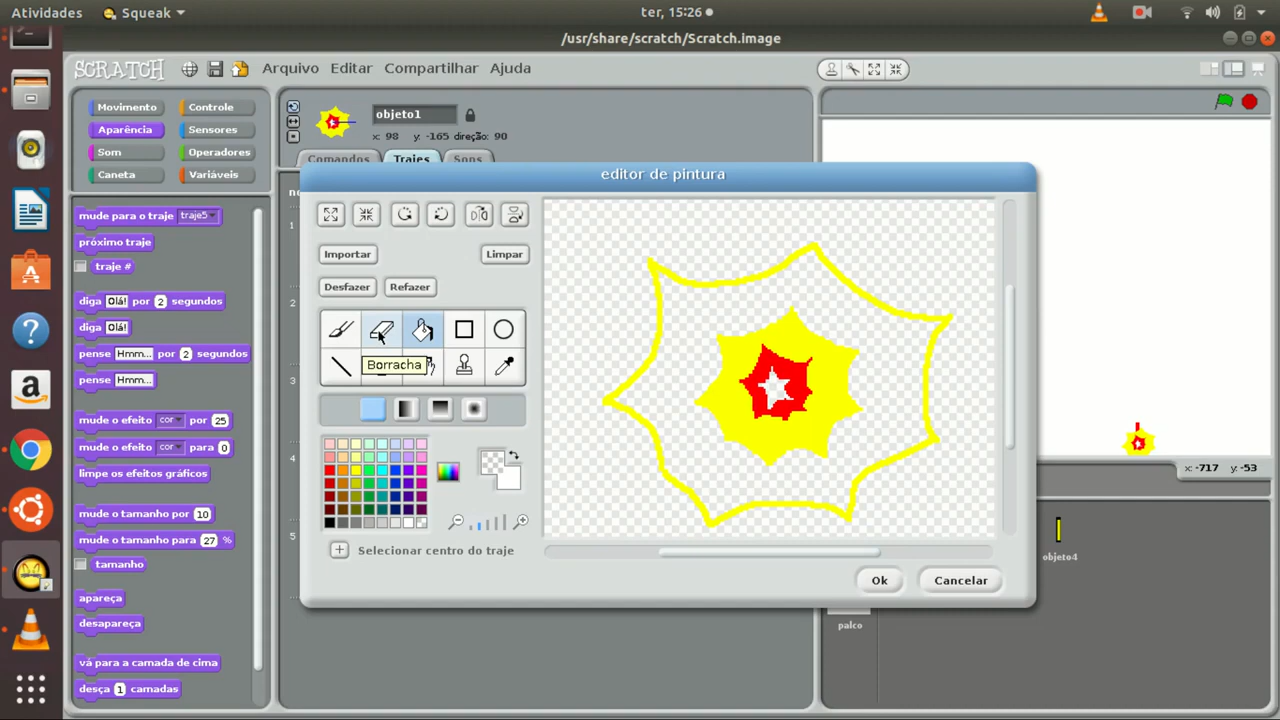 Atividades
Squeak
ter, 15:26
/usr/share/scratch/Scratch.image
SCRATCH
Arquivo
Editar
Compartilhar
Ajuda
Movimento
Controle
Aparência
Sensores
Som
Operadores
Caneta
Variáveis
objeto1
x: 98 y: -165 direção: 90
Comandos
Trajes
Sons
mude para o traje traje5
próximo traje
traje #
diga Olá! por 2 segundos
diga Olá!
pense Hmm... por 2 segundos
pense Hmm...
mude o efeito cor por 25
mude o efeito cor para 0
limpe os efeitos gráficos
mude o tamanho por 10
mude o tamanho para 27 %
tamanho
apareça
desapareça
vá para a camada de cima
desça 1 camadas
1
2
3
4
5
editor de pintura
Importar
Limpar
Desfazer
Refazer
Borracha
Selecionar centro do traje
Ok
Cancelar
x: -717 y: -53
objeto4
palco